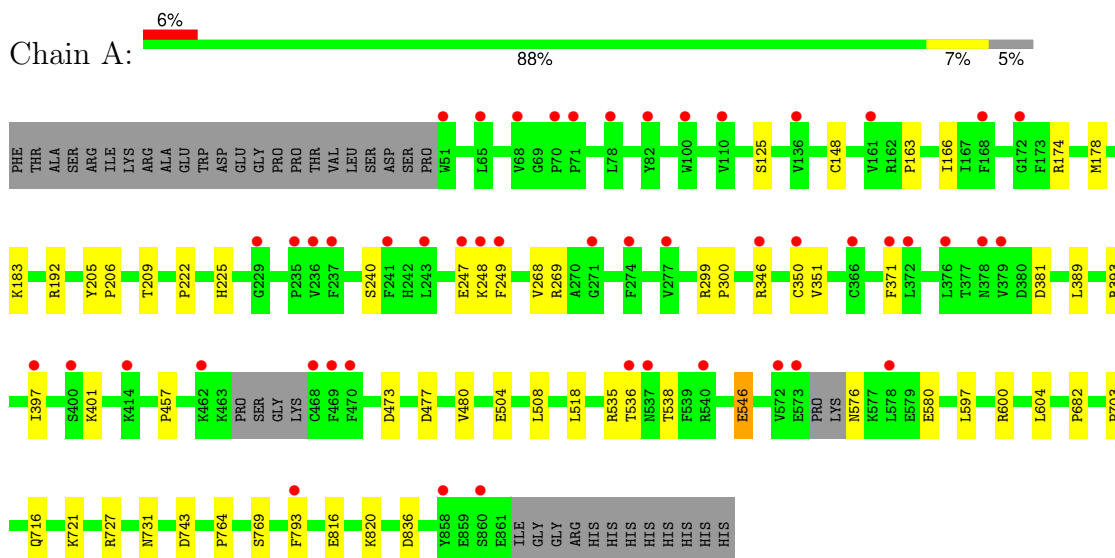 6%
Chain A:
88% 7% 5%
PHE THR ALA SER ARG ILE LYS ARG ALA GLU TRP ASP GLU GLY PRO PRO THR VAL LEU SER ASP SER PRO W51 L65 V68 G69 P70 P71 L78 Y82 W100 V110 S125 V136 C148 V161 R162 P163 I166 I167 F168 G172 F173 R174 M178
K183 R192 Y205 P206 T209 P222 H225 G229 P235 V236 F237 S240 F241 H242 L243 E247 K248 F249 V268 R269 A270 G271 F274 V277 R299 P300 R346 C350 V351 C366 F371 L372 L376 T377 N378 V379 D380 D381 L389
I397 S400 K401 K414 P457 K462 K463 PRO SER GLY LYS C468 F469 F470 D473 D477 V480 E504 L508 L518 R535 T536 N537 T538 F539 R540 E546 V572 E573 PRO LYS N576 K577 L578 E579 E580 L597 R600 L604 P682
Q716 K721 R727 N731 D743 P764 S769 F793 E816 K820 D836 Y858 E859 S860 E861 ILE GLY GLY ARG HIS HIS HIS HIS HIS HIS HIS HIS